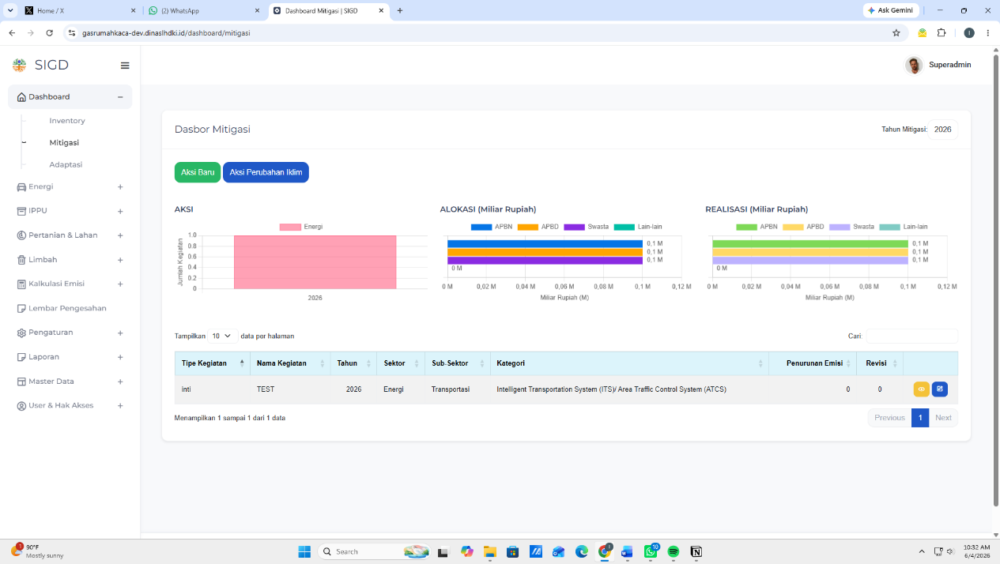 Home / X
(2) WhatsApp
Dashboard Mitigasi | SIGD
Ask Gemini
gasrumahkaca-dev.dinaslhdki.id/dashboard/mitigasi
I
SIGD
Superadmin
Dashboard
Inventory
Mitigasi
Adaptasi
Energi
IPPU
Pertanian & Lahan
Limbah
Kalkulasi Emisi
Lembar Pengesahan
Pengaturan
Laporan
Master Data
User & Hak Akses
Dasbor Mitigasi
Tahun Mitigasi: 2026
Aksi Baru
Aksi Perubahan Iklim
AKSI
Energi
Jumlah Kegiatan
1.0
0.8
0.6
0.4
0.2
0
2026
ALOKASI (Miliar Rupiah)
APBN APBD Swasta Lain-lain
0,1 M
0,1 M
0,1 M
0 M
0 M 0,02 M 0,04 M 0,06 M 0,08 M 0,1 M 0,12 M
Miliar Rupiah (M)
REALISASI (Miliar Rupiah)
APBN APBD Swasta Lain-lain
0,1 M
0,1 M
0,1 M
0 M
0 M 0,02 M 0,04 M 0,06 M 0,08 M 0,1 M 0,12 M
Miliar Rupiah (M)
Tampilkan 10 data per halaman
Cari:
Tipe Kegiatan Nama Kegiatan Tahun Sektor Sub-Sektor Kategori Penurunan Emisi Revisi
inti TEST 2026 Energi Transportasi Intelligent Transportation System (ITS)/ Area Traffic Control System (ATCS) 0 0
Menampilkan 1 sampai 1 dari 1 data
Previous 1 Next
1
90°F
Mostly sunny
Search
1
10
10:32 AM
6/4/2026